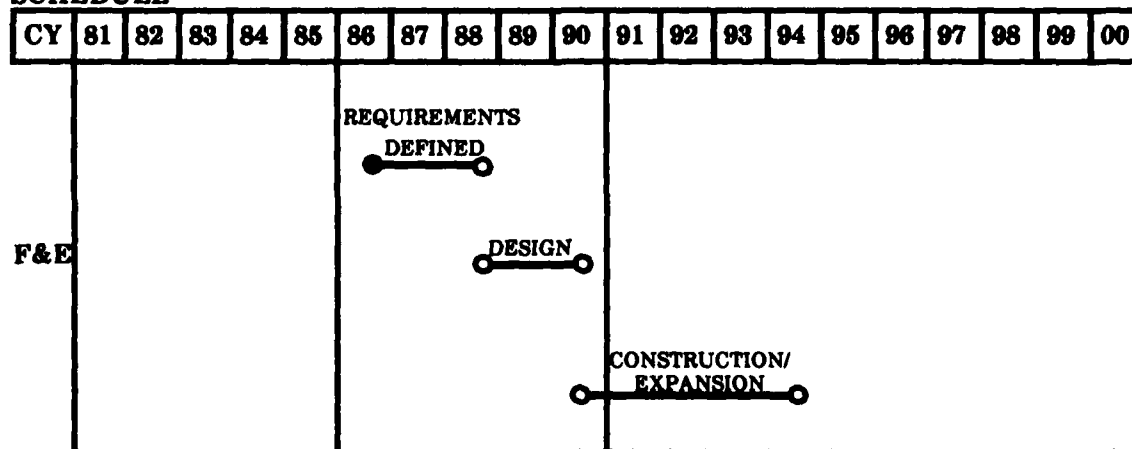 SCHEDULE
CY 81 82 83 84 85 86 87 88 89 90 91 92 93 94 95 96 97 98 99 00
REQUIREMENTS
DEFINED
F&E
DESIGN
CONSTRUCTION/
EXPANSION